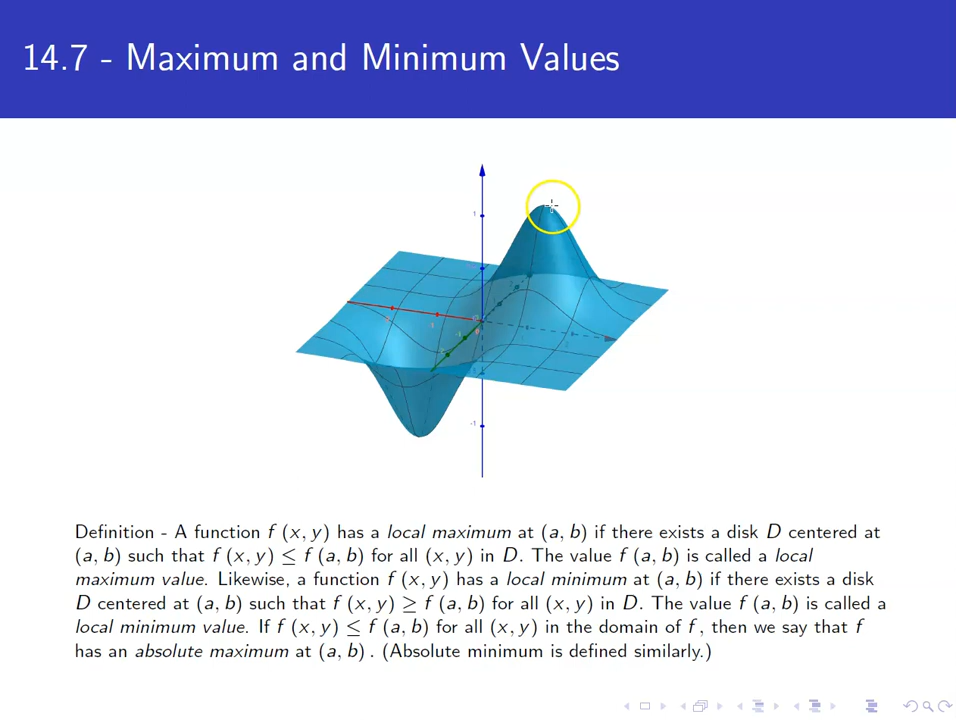 14.7 - Maximum and Minimum Values
1
-1
Definition - A function f (x, y) has a local maximum at (a, b) if there exists a disk D centered at
(a, b) such that f (x, y) ≤ f (a, b) for all (x, y) in D. The value f (a, b) is called a local
maximum value. Likewise, a function f (x, y) has a local minimum at (a, b) if there exists a disk
D centered at (a, b) such that f (x, y) ≥ f (a, b) for all (x, y) in D. The value f (a, b) is called a
local minimum value. If f (x, y) ≤ f (a, b) for all (x, y) in the domain of f , then we say that f
has an absolute maximum at (a, b) . (Absolute minimum is defined similarly.)